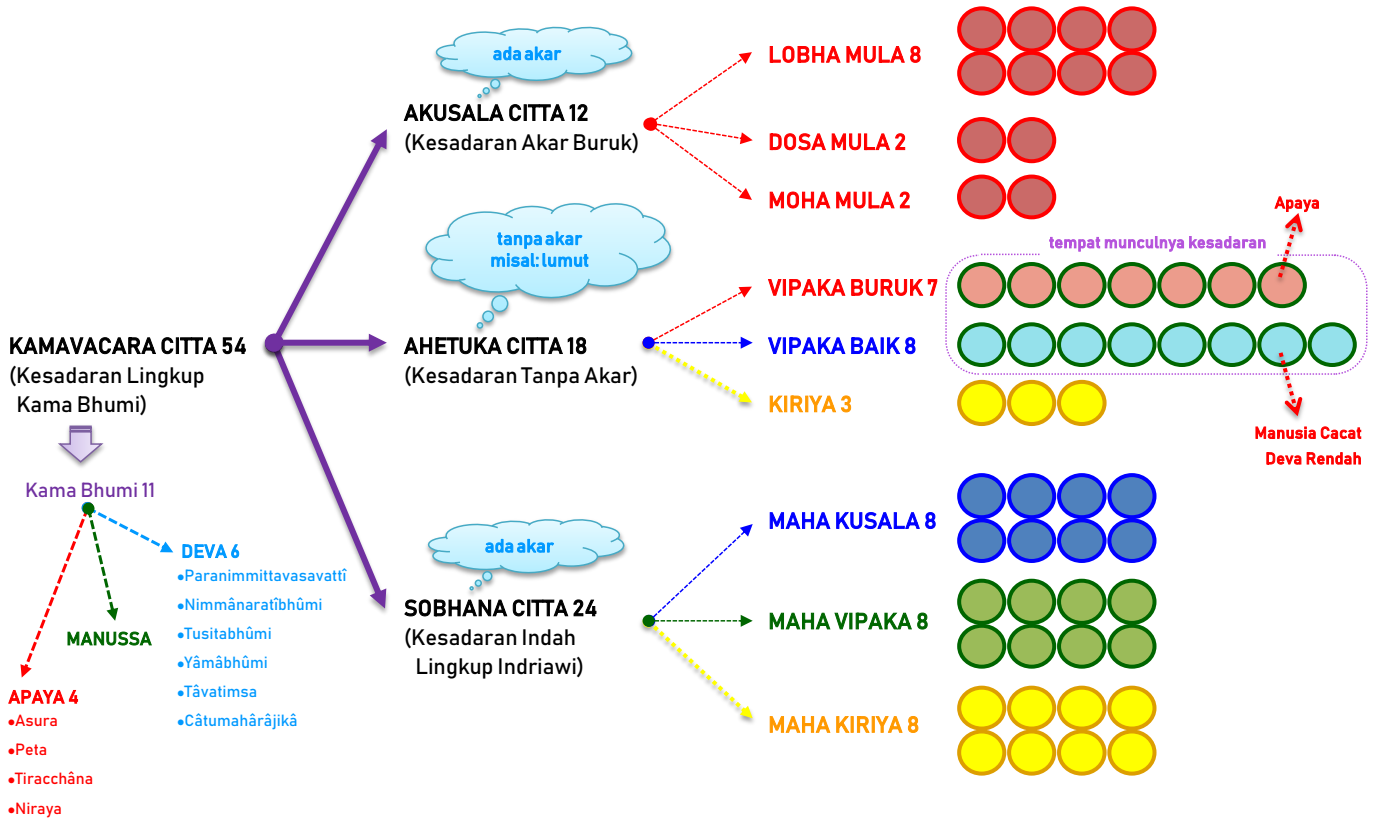 ada akar
AKUSALA CITTA 12
(Kesadaran Akar Buruk)
LOBHA MULA 8
DOSA MULA 2
MOHA MULA 2
tanpa akar
misal: lumut
AHETUKA CITTA 18
(Kesadaran Tanpa Akar)
VIPAKA BURUK 7
VIPAKA BAIK 8
KIRIYA 3
tempat munculnya kesadaran
Apaya
Manusia Cacat
Deva Rendah
KAMAVACARA CITTA 54
(Kesadaran Lingkup
Kama Bhumi)
Kama Bhumi 11
DEVA 6
•Paranimmittavasavattî
•Nimmânaratîbhûmi
•Tusitabhûmi
•Yâmâbhûmi
•Tâvatimsa
•Câtumahârâjikâ
MANUSSA
APAYA 4
•Asura
•Peta
•Tiracchâna
•Niraya
ada akar
SOBHANA CITTA 24
(Kesadaran Indah
Lingkup Indriawi)
MAHA KUSALA 8
MAHA VIPAKA 8
MAHA KIRIYA 8